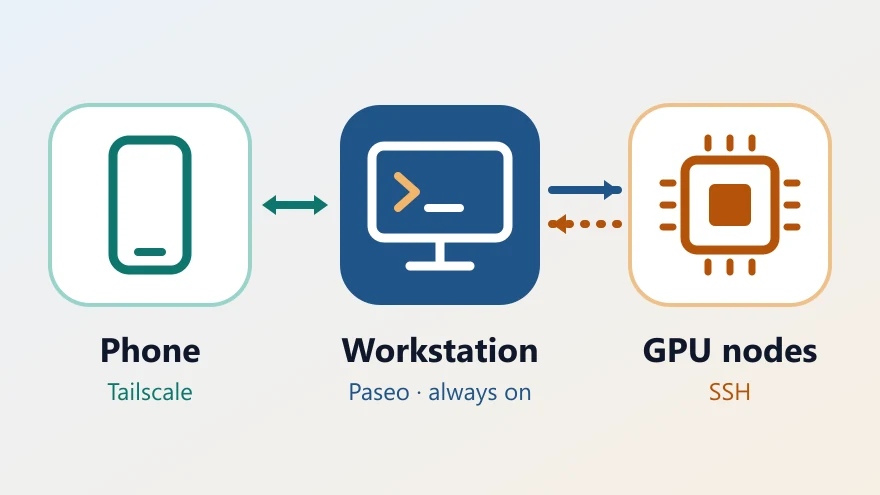 Phone
Workstation
GPU nodes
Tailscale
Paseo · always on
SSH